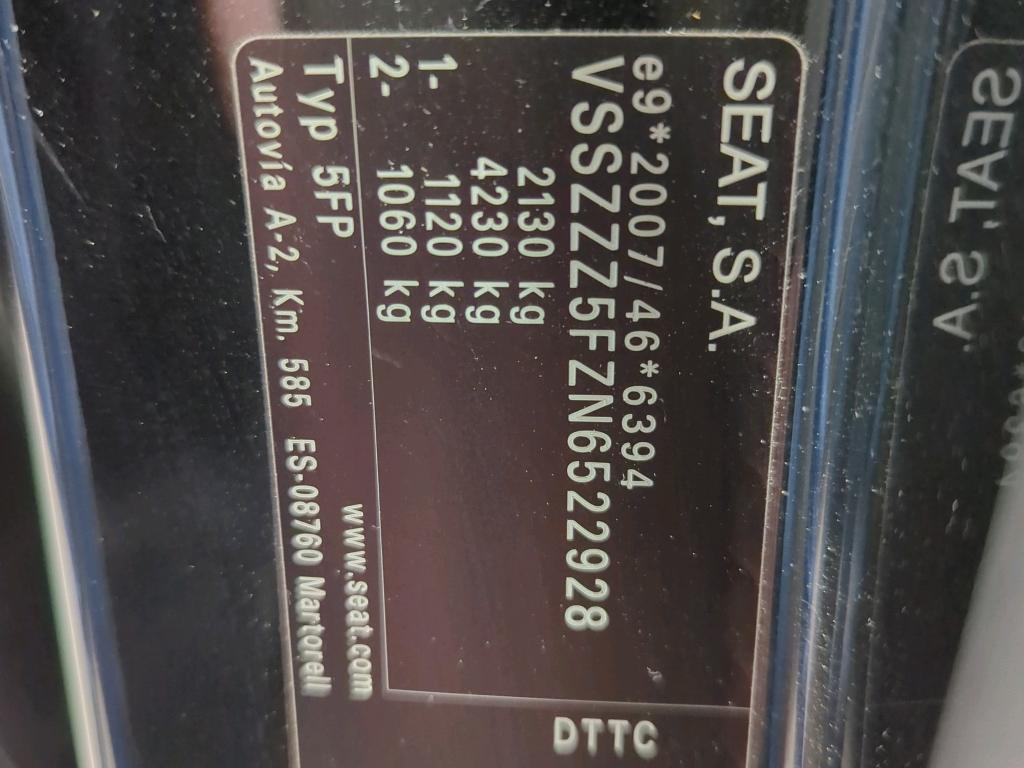 SEAT, S.A.
e9*2007/46*6394
VSSZZZ5FZN6522928
2130 kg
4230 kg
1- 1120 kg
2- 1060 kg
DTTC
Typ 5FP www.seat.com
Autovía A-2, Km. 585 ES-08760 Martorell
SEAT, S.A.